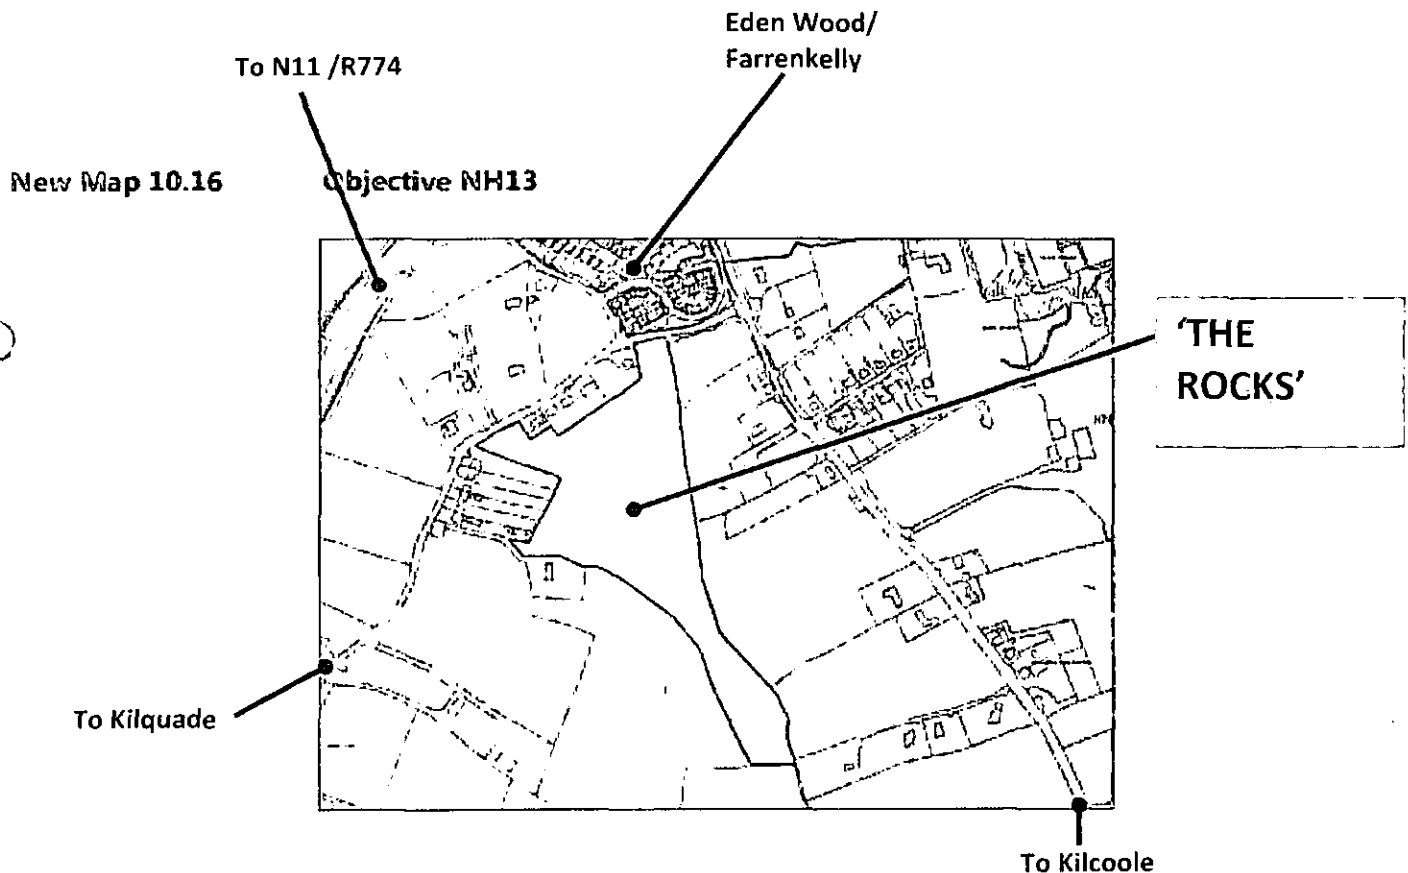 Eden Wood/
Farrenkelly
To N11 /R774
New Map 10.16 Objective NH13
'THE
ROCKS'
To Kilquade
To Kilcoole